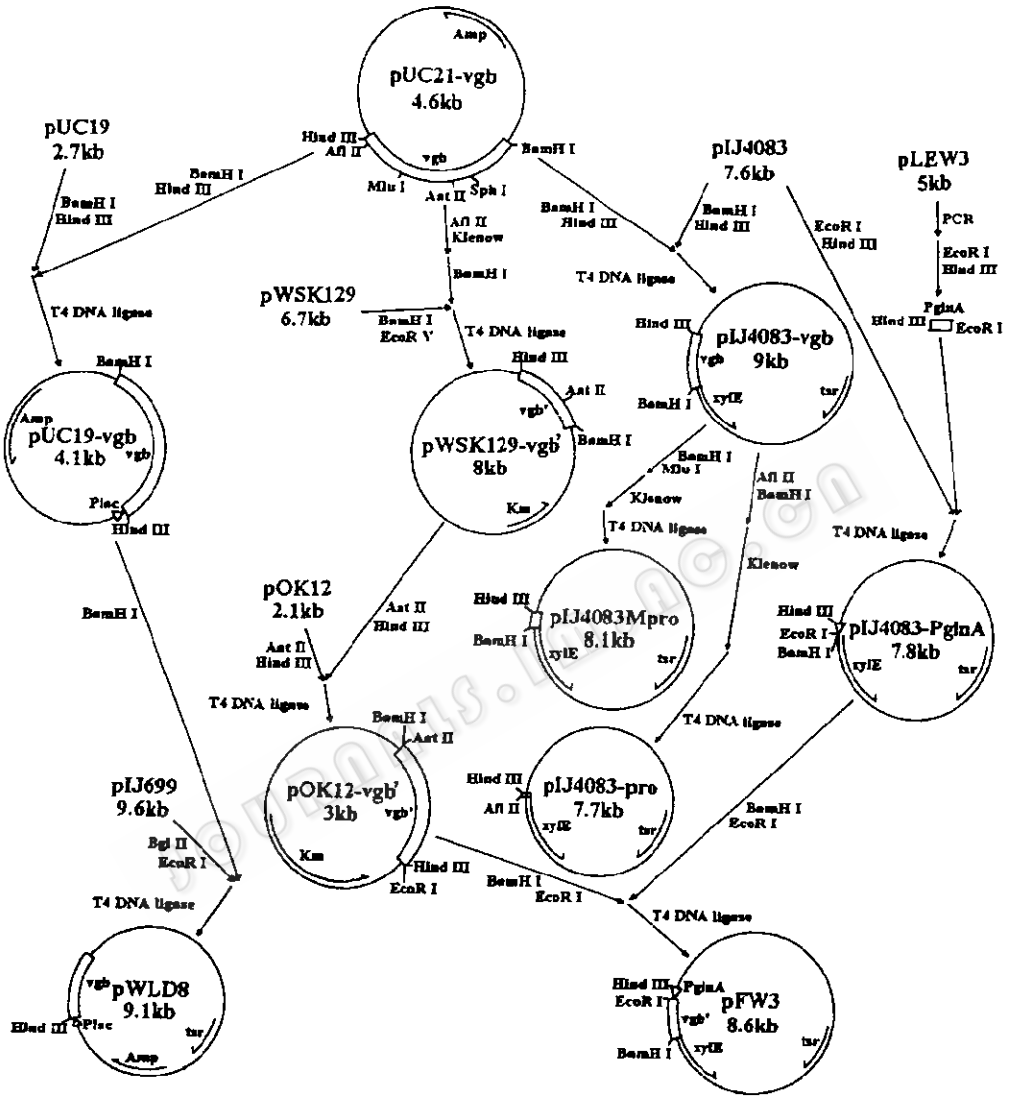 Amp
pUC21-vgb
4.6kb
Hind III
Afl II
vgb
BamH I
Mlu I
Aat II
Sph I
pUC19
2.7kb
BamH I
Hind III
BamH I
Hind III
Afl II
Klenow
BamH I
BamH I
Hind III
pIJ4083
7.6kb
BamH I
Hind III
EcoR I
Hind III
pLEW3
5kb
PCR
EcoR I
Hind III
PglnA
Hind III
EcoR I
T4 DNA ligase
pWSK129
6.7kb
BamH I
EcoR V
T4 DNA ligase
T4 DNA ligase
BamH I
Amp
pUC19-vgb
4.1kb
vgb
Plac
Hind III
Hind III
Aat II
vgb'
BamH I
pWSK129-vgb'
8kb
Km
Hind III
pIJ4083-vgb
9kb
vgb
BamH I
xylE
tsr
BamH I
Mlu I
Klenow
T4 DNA ligase
Afl II
BamH I
Klenow
T4 DNA ligase
T4 DNA ligase
BamH I
pOK12
2.1kb
Aat II
Hind III
Aat II
Hind III
T4 DNA ligase
Hind III
BamH I
pIJ4083Mpro
8.1kb
xylE
tsr
Hind III
EcoR I
BamH I
pIJ4083-PglnA
7.8kb
xylE
tsr
BamH I
Aat II
pOK12-vgb'
3kb
vgb'
Km
Hind III
EcoR I
Hind III
Afl II
pIJ4083-pro
7.7kb
xylE
tsr
pIJ699
9.6kb
Bgl II
EcoR I
T4 DNA ligase
BamH I
EcoR I
BamH I
EcoR I
T4 DNA ligase
vgb
pWLD8
9.1kb
Hind III
Plac
tsr
Amp
Hind III
PglnA
EcoR I
pFW3
8.6kb
vgb'
xylE
BamH I
tsr
JOURNALS.IM.AC.CN